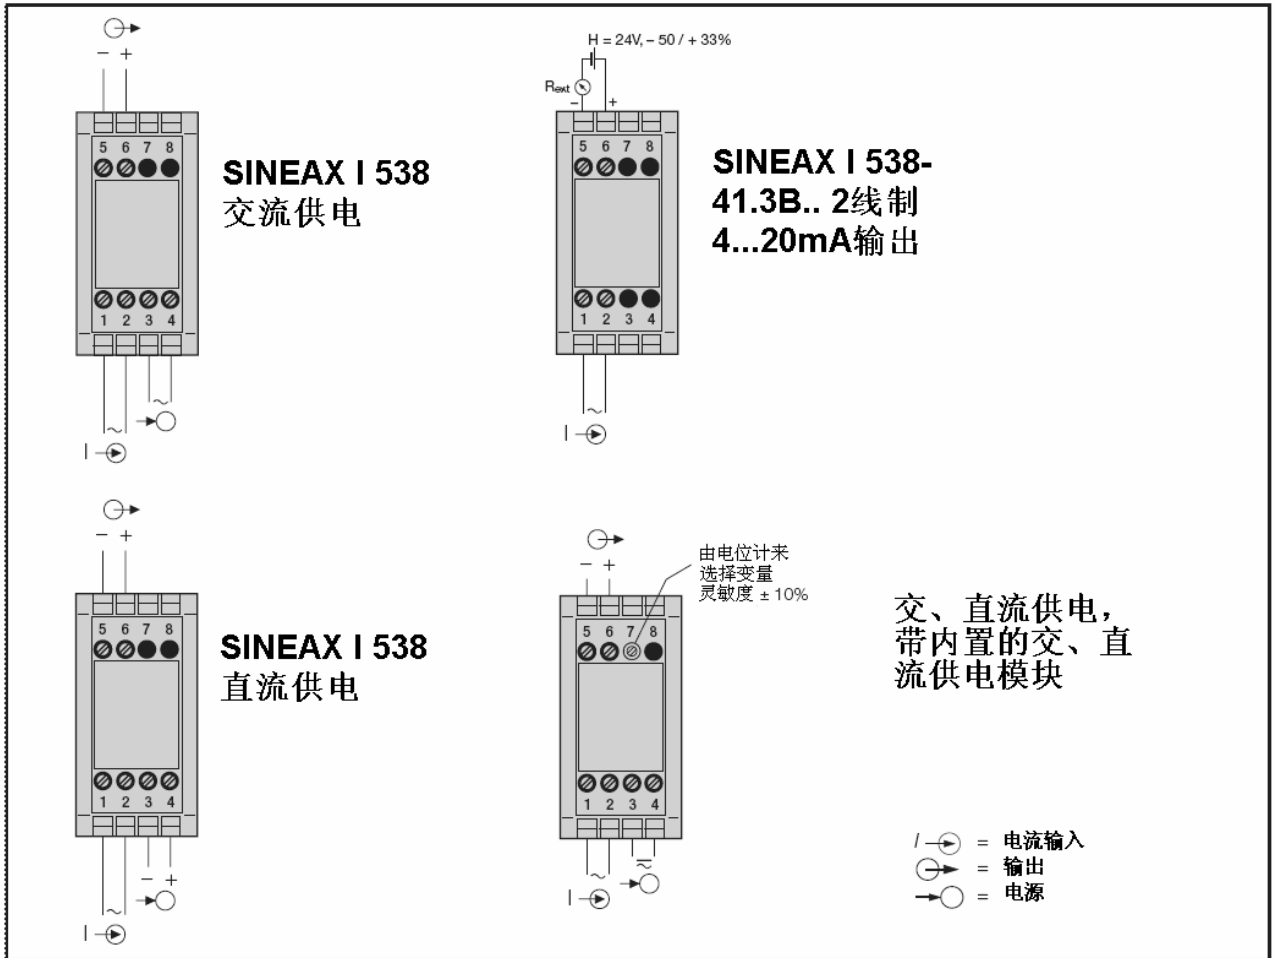 − +
5 6 7 8
1 2 3 4
~ ~
I
SINEAX I 538
交流供电
H = 24V, – 50 / + 33%
Rext
− +
5 6 7 8
1 2 3 4
~
I
SINEAX I 538-
41.3B.. 2线制
4...20mA输出
− +
5 6 7 8
1 2 3 4
− +
~
I
SINEAX I 538
直流供电
− +
由电位计来
选择变量
灵敏度 ± 10%
5 6 7 8
1 2 3 4
~
I
交、直流供电,
带内置的交、直
流供电模块
I = 电流输入
= 输出
= 电源